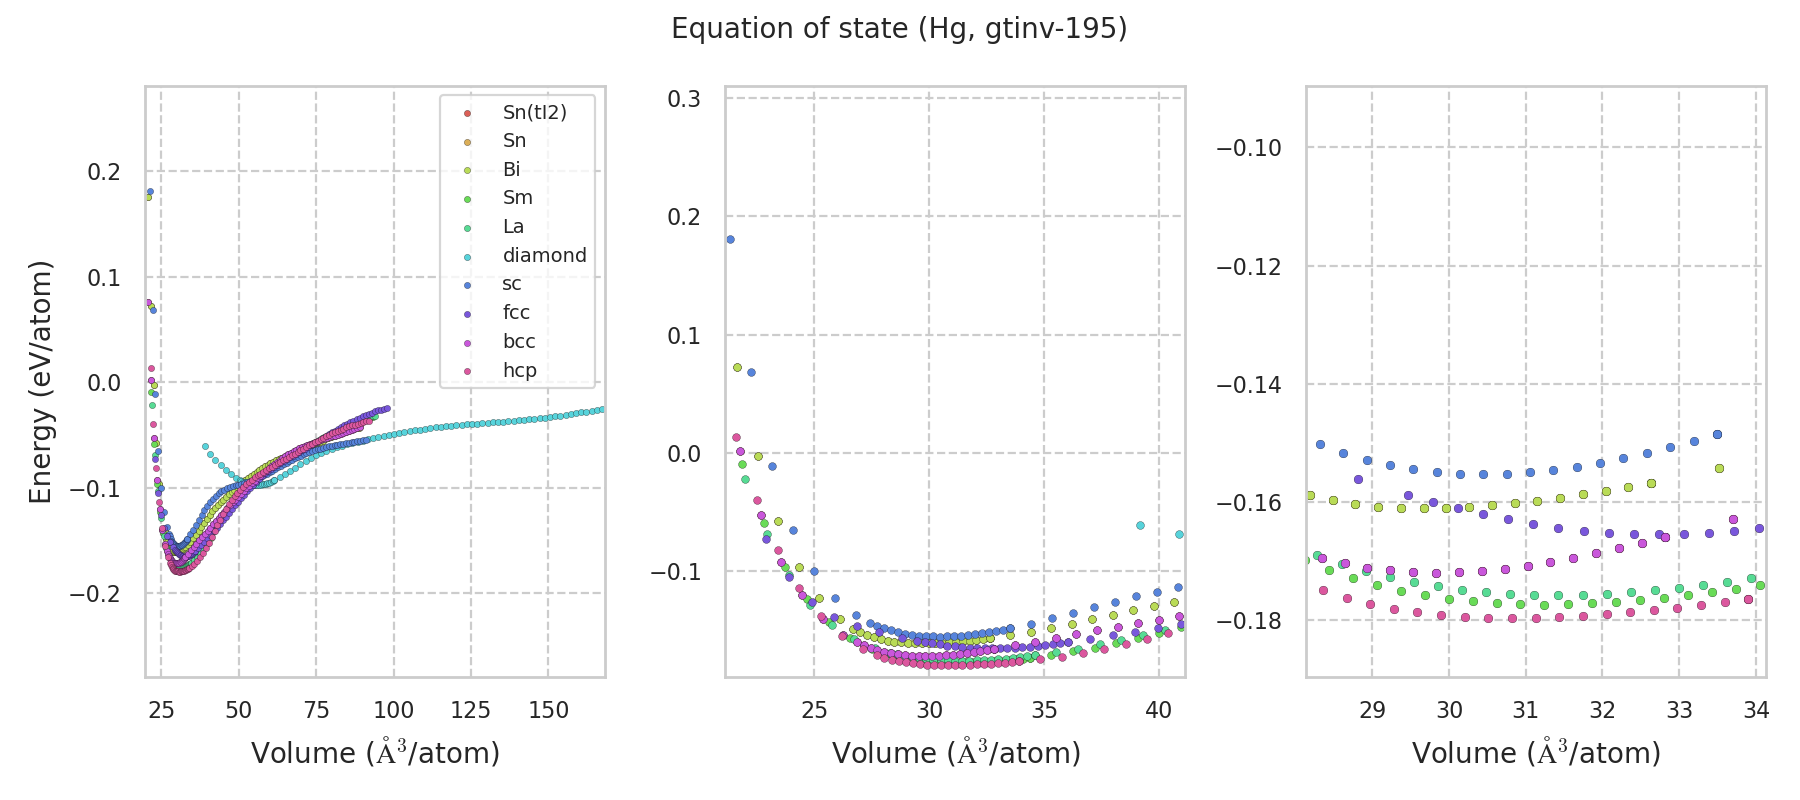 Equation of state (Hg, gtinv-195)
Energy (eV/atom)
0.2
0.1
0.0
−0.1
−0.2
Sn(tI2)
Sn
Bi
Sm
La
diamond
sc
fcc
bcc
hcp
25 50 75 100 125 150
Volume (Å³/atom)
0.3
0.2
0.1
0.0
−0.1
25 30 35 40
Volume (Å³/atom)
−0.10
−0.12
−0.14
−0.16
−0.18
29 30 31 32 33 34
Volume (Å³/atom)